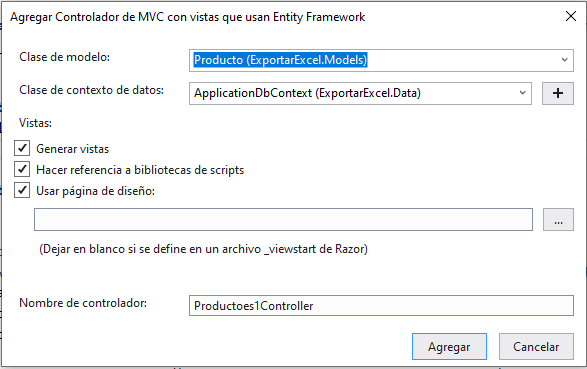 Agregar Controlador de MVC con vistas que usan Entity Framework
Clase de modelo: Producto (ExportarExcel.Models)
Clase de contexto de datos: ApplicationDbContext (ExportarExcel.Data) +
Vistas:
Generar vistas
Hacer referencia a bibliotecas de scripts
Usar página de diseño:
...
(Dejar en blanco si se define en un archivo _viewstart de Razor)
Nombre de controlador: Productoes1Controller
Agregar Cancelar